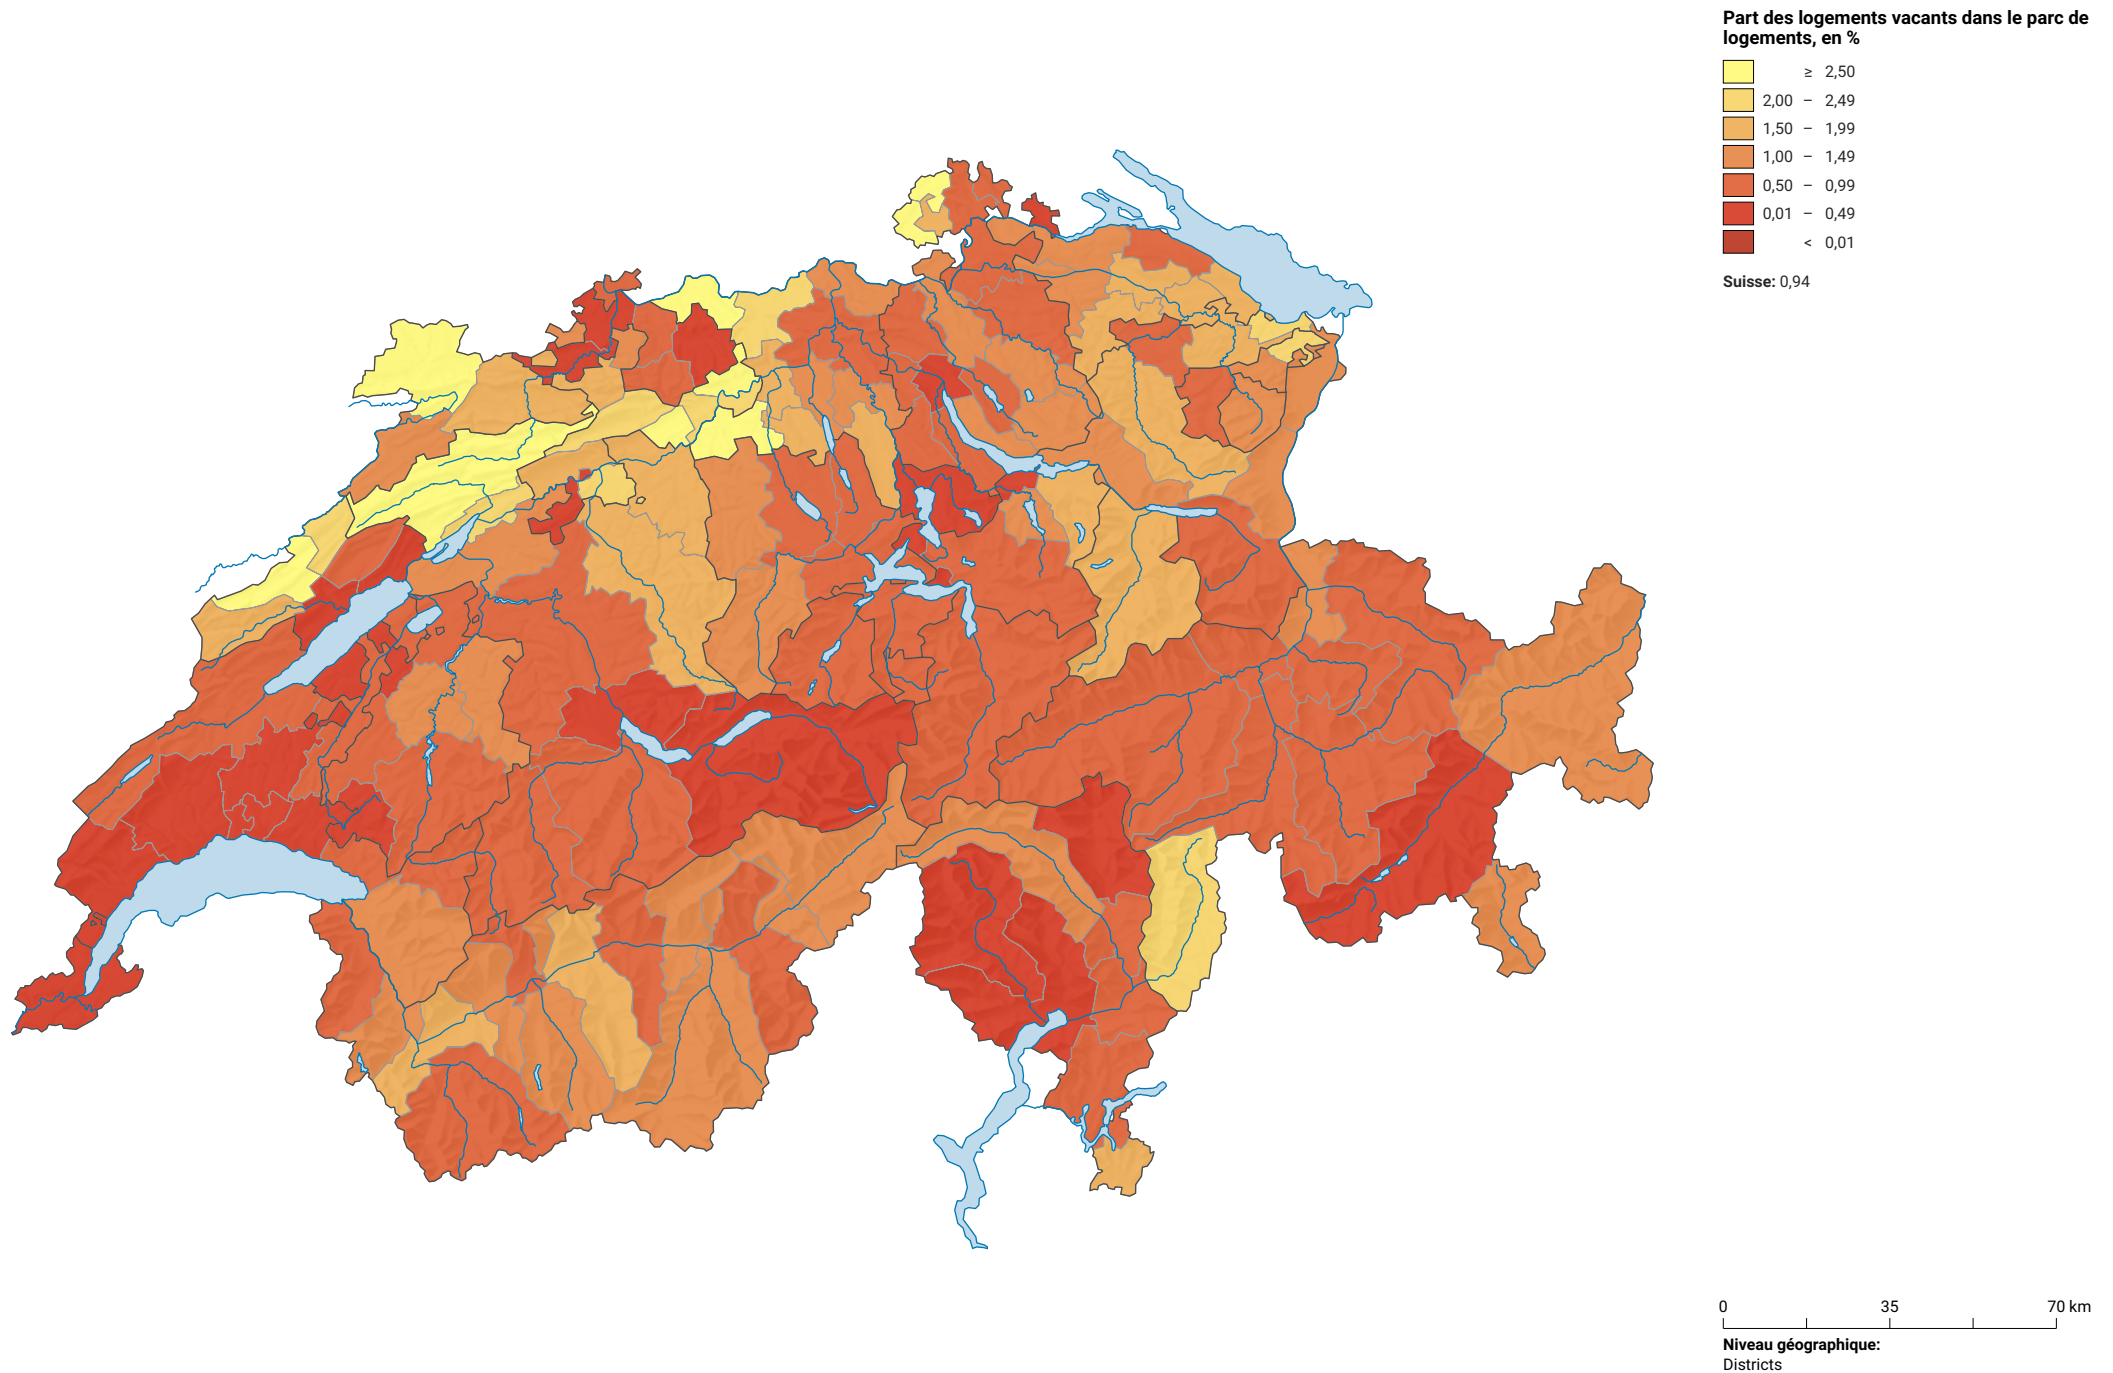 Part des logements vacants dans le parc de
logements, en %
≥ 2,50
2,00 – 2,49
1,50 – 1,99
1,00 – 1,49
0,50 – 0,99
0,01 – 0,49
< 0,01
Suisse: 0,94
0 35 70 km
Niveau géographique:
Districts